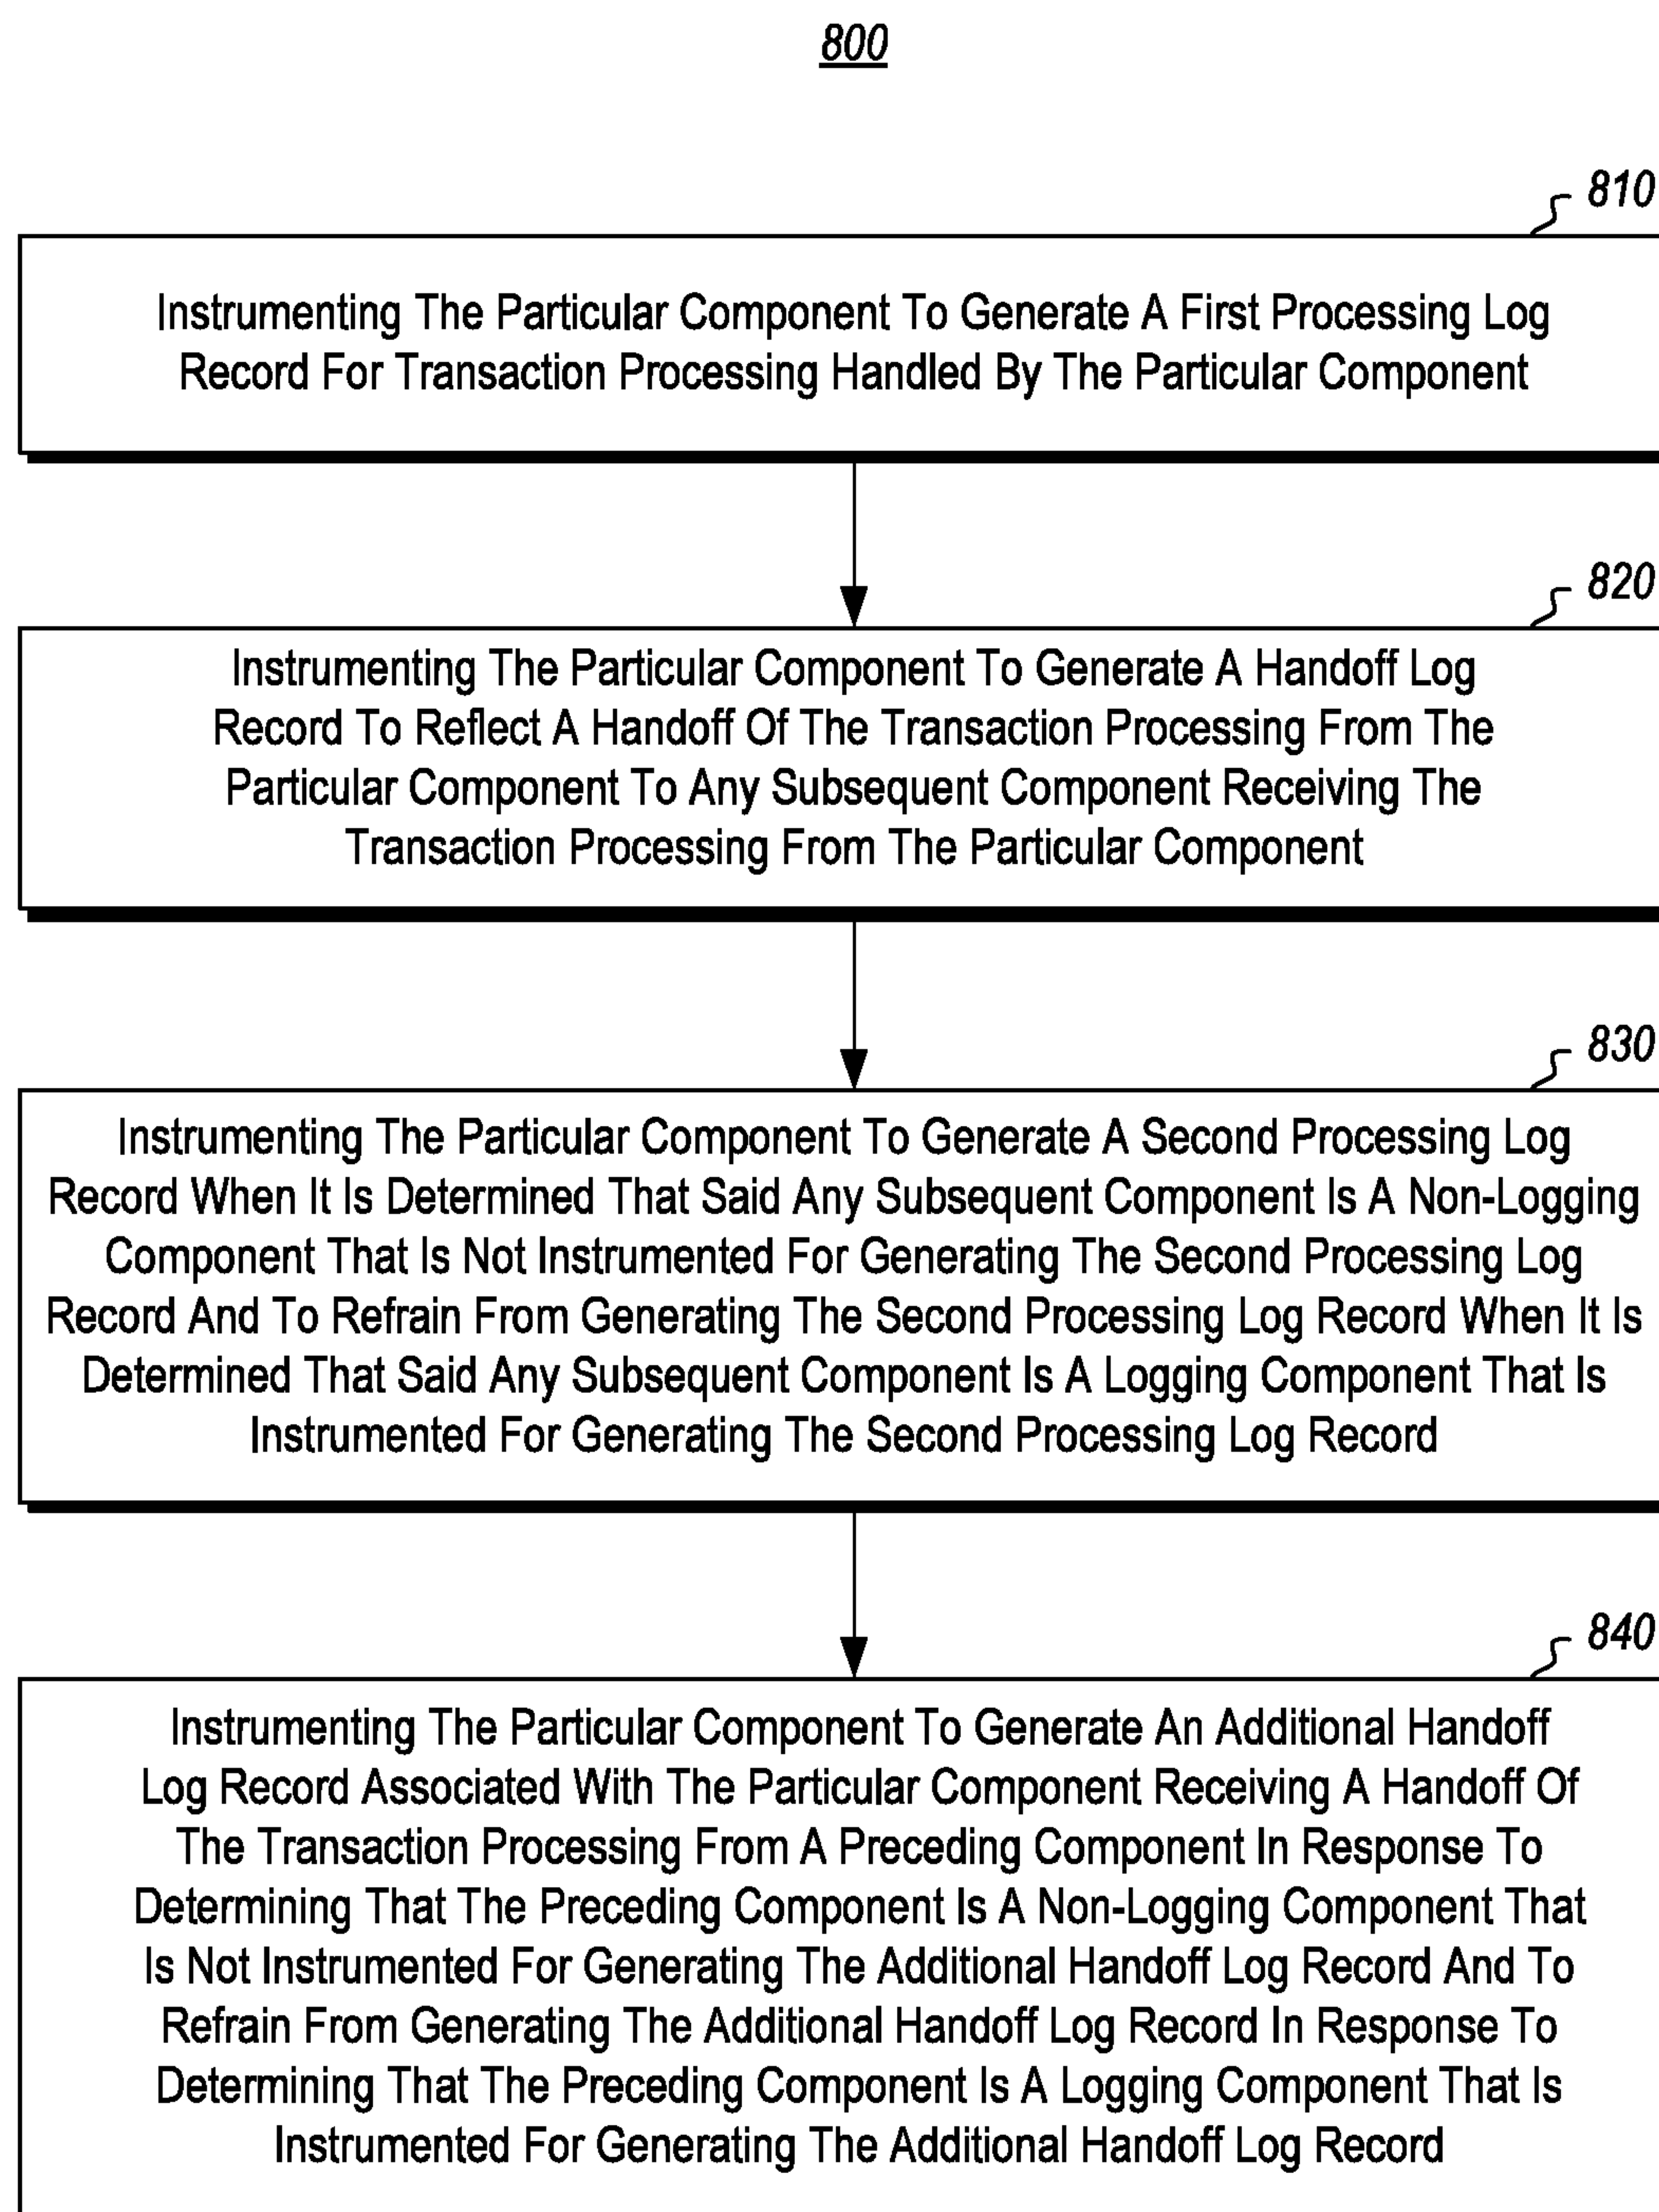 800
810
Instrumenting The Particular Component To Generate A First Processing Log
Record For Transaction Processing Handled By The Particular Component
820
Instrumenting The Particular Component To Generate A Handoff Log
Record To Reflect A Handoff Of The Transaction Processing From The
Particular Component To Any Subsequent Component Receiving The
Transaction Processing From The Particular Component
830
Instrumenting The Particular Component To Generate A Second Processing Log
Record When It Is Determined That Said Any Subsequent Component Is A Non-Logging
Component That Is Not Instrumented For Generating The Second Processing Log
Record And To Refrain From Generating The Second Processing Log Record When It Is
Determined That Said Any Subsequent Component Is A Logging Component That Is
Instrumented For Generating The Second Processing Log Record
840
Instrumenting The Particular Component To Generate An Additional Handoff
Log Record Associated With The Particular Component Receiving A Handoff Of
The Transaction Processing From A Preceding Component In Response To
Determining That The Preceding Component Is A Non-Logging Component That
Is Not Instrumented For Generating The Additional Handoff Log Record And To
Refrain From Generating The Additional Handoff Log Record In Response To
Determining That The Preceding Component Is A Logging Component That Is
Instrumented For Generating The Additional Handoff Log Record